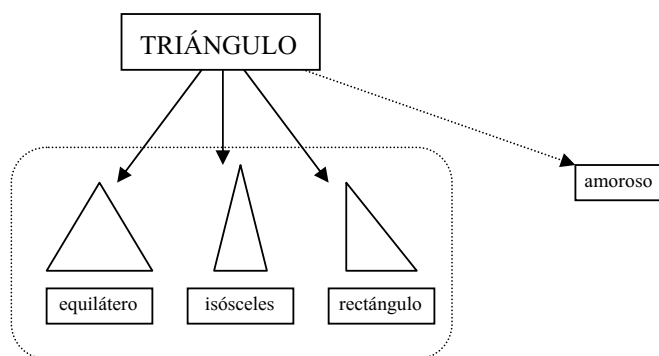 TRIÁNGULO
amoroso
equilátero
isósceles
rectángulo